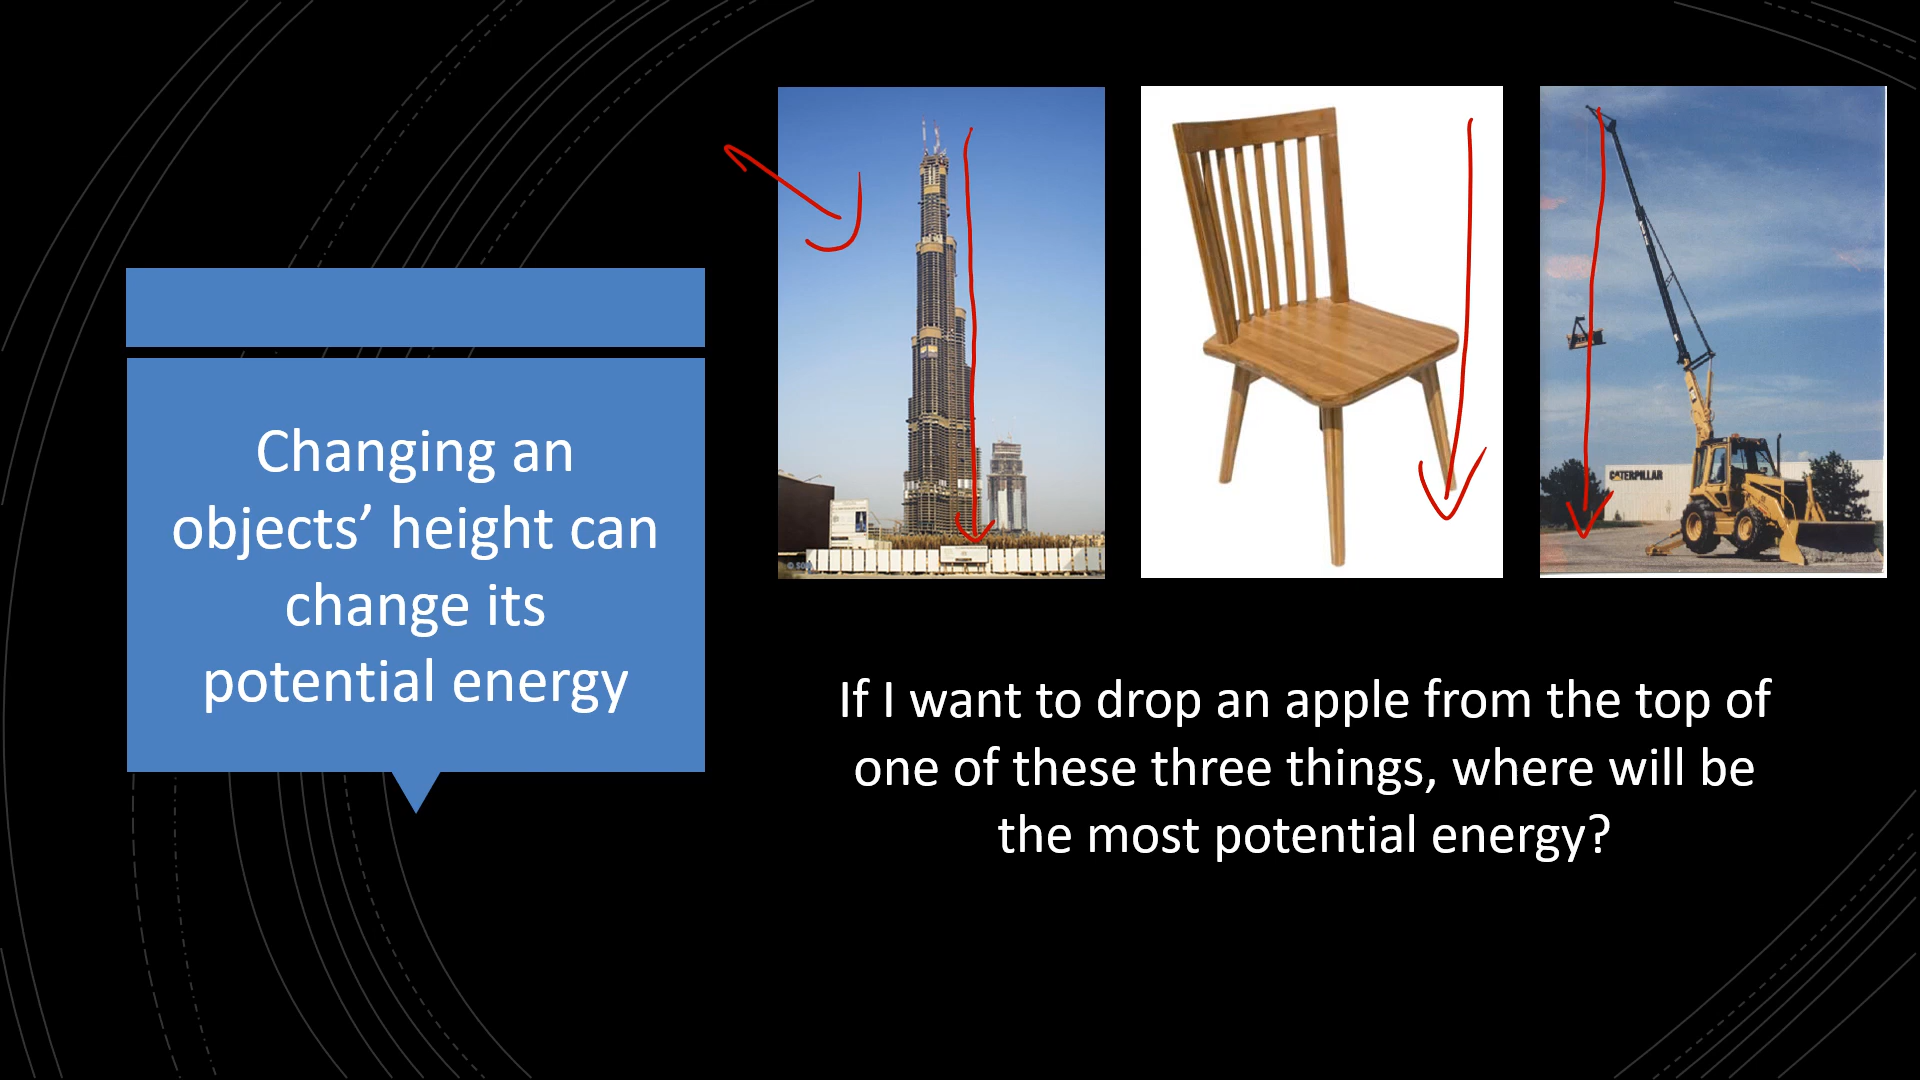 Changing an
objects’ height can
change its
potential energy
CATERPILLAR
If I want to drop an apple from the top of
one of these three things, where will be
the most potential energy?